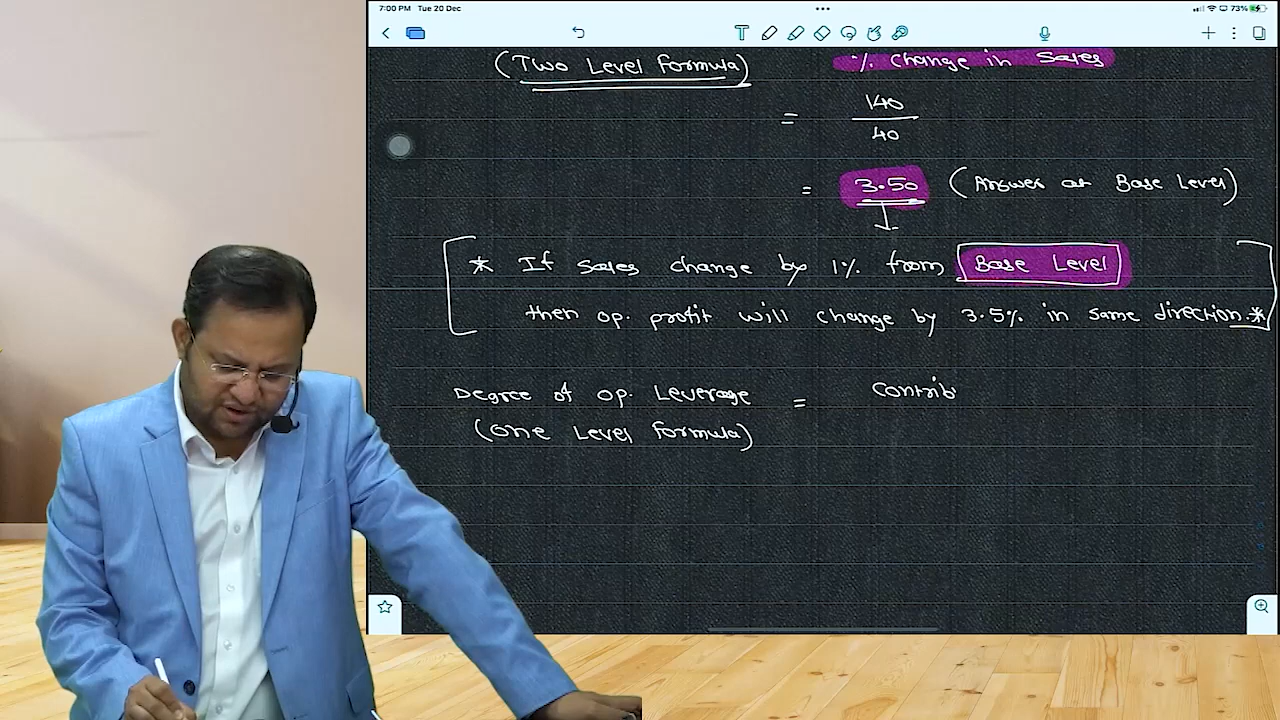 7:00 PM Tue 20 Dec
73%
(Two Level Formula) % Change in Sales
= 140
40
= 3.50 (Answer at Base Level)
* If sales change by 1% from Base Level
then op. profit will change by 3.5% in same direction.*
Degree of op. Leverage = Contrib
(One Level Formula)